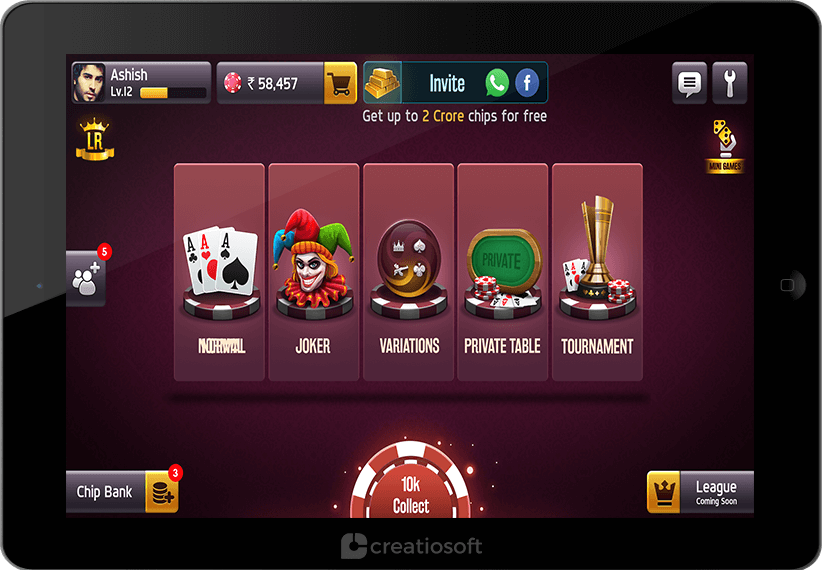 Ashish
Lv.12
₹ 58,457
Invite
Get up to 2 Crore chips for free
LR
MINI GAMES
5
A A A
PRIVATE
NORMAL
JOKER
VARIATIONS
PRIVATE TABLE
TOURNAMENT
3
Chip Bank
10k
Collect
League
Coming Soon
creatiosoft